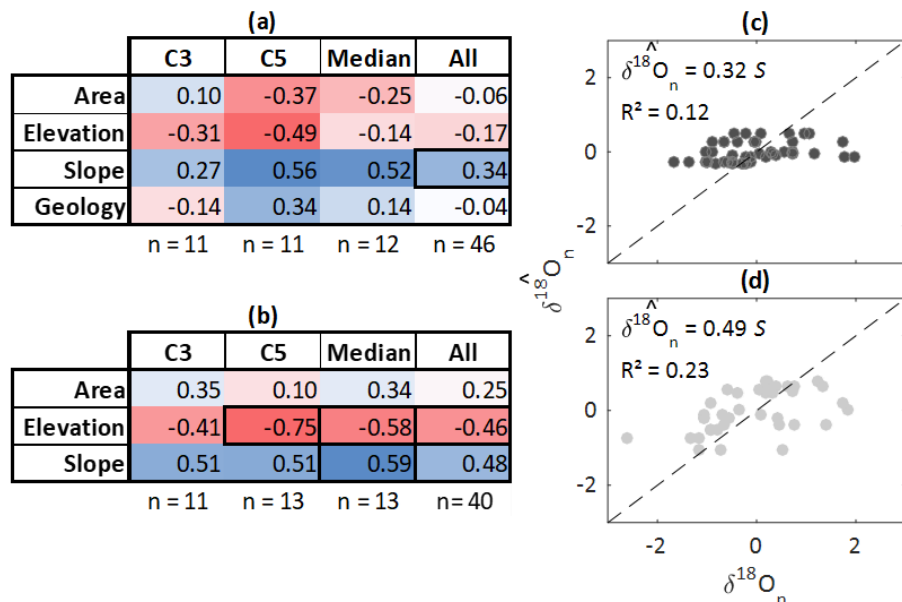 (a)
C3 C5 Median All
Area 0.10 -0.37 -0.25 -0.06
Elevation -0.31 -0.49 -0.14 -0.17
Slope 0.27 0.56 0.52 0.34
Geology -0.14 0.34 0.14 -0.04
n = 11 n = 11 n = 12 n = 46
(b)
C3 C5 Median All
Area 0.35 0.10 0.34 0.25
Elevation -0.41 -0.75 -0.58 -0.46
Slope 0.51 0.51 0.59 0.48
n = 11 n = 13 n = 13 n= 40
(c)
δ¹⁸Ôₙ = 0.32 S
R² = 0.12
2
0
-2
δ¹⁸Ôₙ
(d)
δ¹⁸Ôₙ = 0.49 S
R² = 0.23
2
0
-2
-2 0 2
δ¹⁸Oₙ